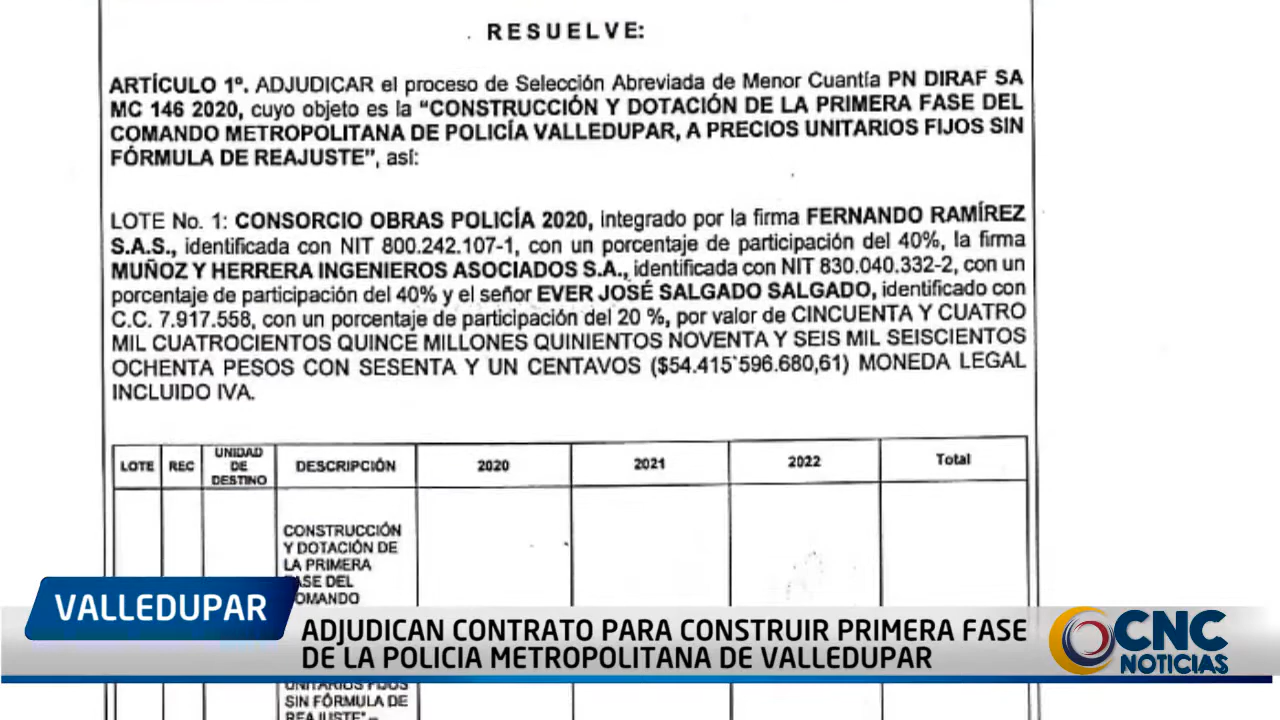 RESUELVE:
ARTÍCULO 1º. ADJUDICAR el proceso de Selección Abreviada de Menor Cuantía PN DIRAF SA
MC 146 2020, cuyo objeto es la “CONSTRUCCIÓN Y DOTACIÓN DE LA PRIMERA FASE DEL
COMANDO METROPOLITANA DE POLICÍA VALLEDUPAR, A PRECIOS UNITARIOS FIJOS SIN
FÓRMULA DE REAJUSTE”, así:
LOTE No. 1: CONSORCIO OBRAS POLICÍA 2020, integrado por la firma FERNANDO RAMÍREZ
S.A.S., identificada con NIT 800.242.107-1, con un porcentaje de participación del 40%, la firma
MUÑOZ Y HERRERA INGENIEROS ASOCIADOS S.A., identificada con NIT 830.040.332-2, con un
porcentaje de participación del 40% y el señor EVER JOSÉ SALGADO SALGADO, identificado con
C.C. 7.917.558, con un porcentaje de participación del 20 %, por valor de CINCUENTA Y CUATRO
MIL CUATROCIENTOS QUINCE MILLONES QUINIENTOS NOVENTA Y SEIS MIL SEISCIENTOS
OCHENTA PESOS CON SESENTA Y UN CENTAVOS ($54.415`596.680,61) MONEDA LEGAL
INCLUIDO IVA.
LOTE REC UNIDAD DE DESTINO DESCRIPCIÓN 2020 2021 2022 Total
CONSTRUCCIÓN
Y DOTACIÓN DE
LA PRIMERA
FASE DEL
COMANDO
VALLEDUPAR
ADJUDICAN CONTRATO PARA CONSTRUIR PRIMERA FASE
DE LA POLICIA METROPOLITANA DE VALLEDUPAR
CNC
NOTICIAS
UNITARIOS FIJOS
SIN FÓRMULA DE
REAJUSTE” –